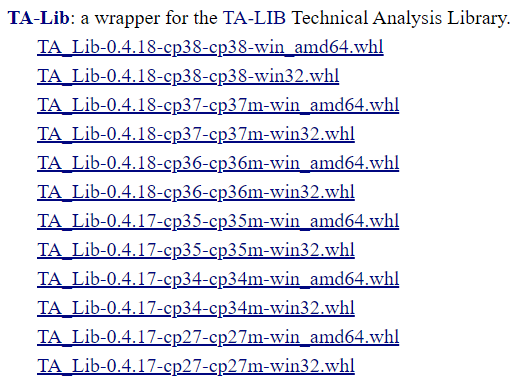 TA-Lib: a wrapper for the TA-LIB Technical Analysis Library.
TA_Lib-0.4.18-cp38-cp38-win_amd64.whl
TA_Lib-0.4.18-cp38-cp38-win32.whl
TA_Lib-0.4.18-cp37-cp37m-win_amd64.whl
TA_Lib-0.4.18-cp37-cp37m-win32.whl
TA_Lib-0.4.18-cp36-cp36m-win_amd64.whl
TA_Lib-0.4.18-cp36-cp36m-win32.whl
TA_Lib-0.4.17-cp35-cp35m-win_amd64.whl
TA_Lib-0.4.17-cp35-cp35m-win32.whl
TA_Lib-0.4.17-cp34-cp34m-win_amd64.whl
TA_Lib-0.4.17-cp34-cp34m-win32.whl
TA_Lib-0.4.17-cp27-cp27m-win_amd64.whl
TA_Lib-0.4.17-cp27-cp27m-win32.whl